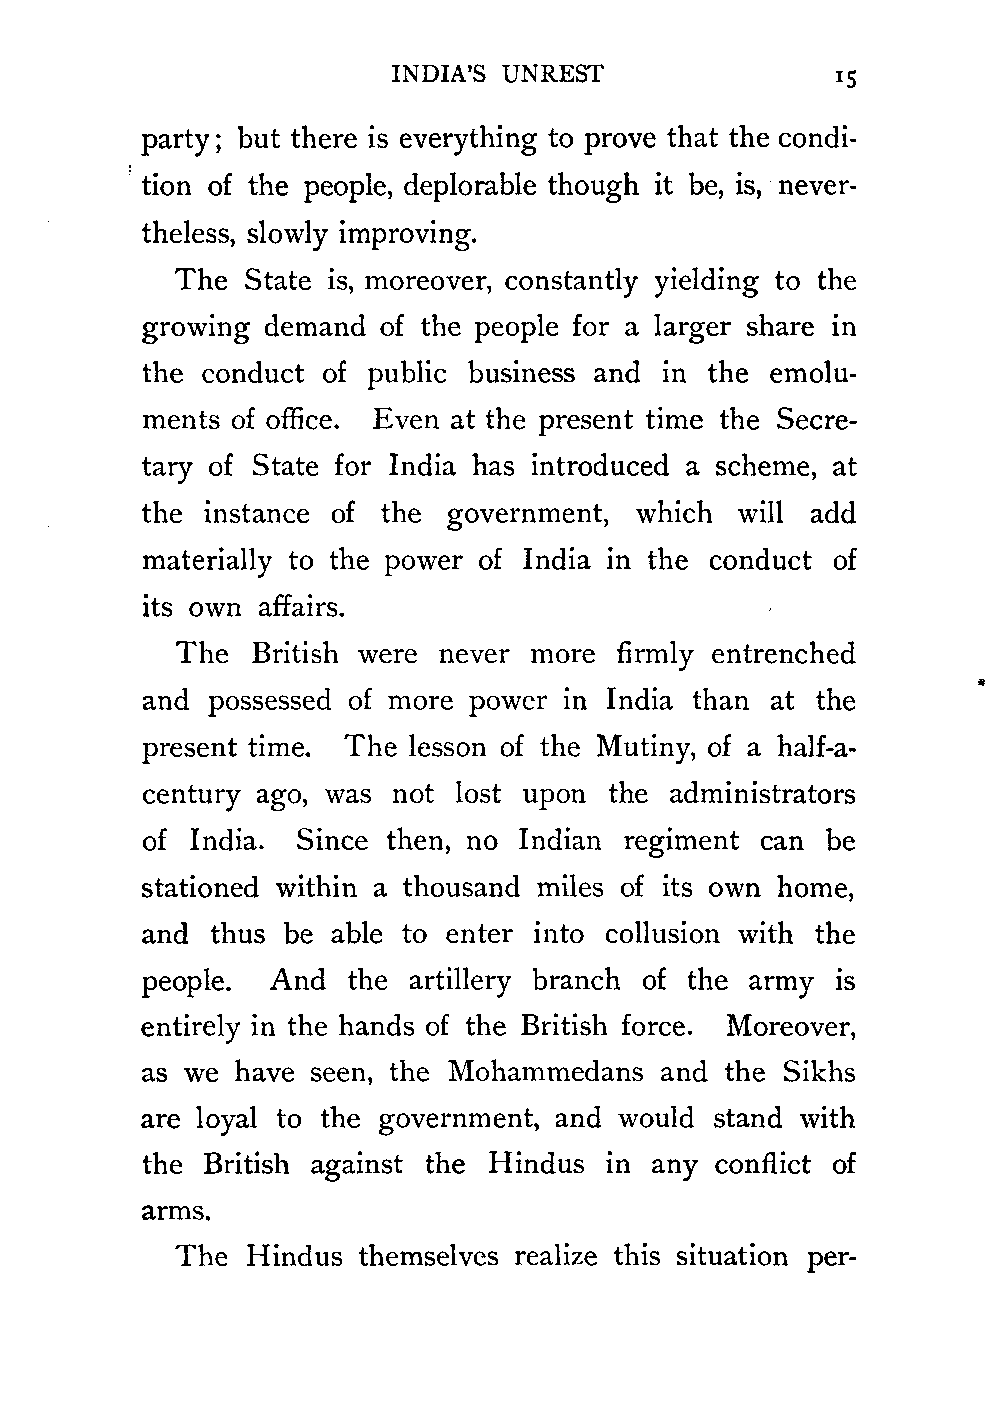 INDIA'S UNREST 15
party; but there is everything to prove that the condi-
tion of the people, deplorable though it be, is, never-
theless, slowly improving.
The State is, moreover, constantly yielding to the
growing demand of the people for a larger share in
the conduct of public business and in the emolu-
ments of office. Even at the present time the Secre-
tary of State for India has introduced a scheme, at
the instance of the government, which will add
materially to the power of India in the conduct of
its own affairs.
The British were never more firmly entrenched
and possessed of more power in India than at the
present time. The lesson of the Mutiny, of a half-a-
century ago, was not lost upon the administrators
of India. Since then, no Indian regiment can be
stationed within a thousand miles of its own home,
and thus be able to enter into collusion with the
people. And the artillery branch of the army is
entirely in the hands of the British force. Moreover,
as we have seen, the Mohammedans and the Sikhs
are loyal to the government, and would stand with
the British against the Hindus in any conflict of
arms.
The Hindus themselves realize this situation per-